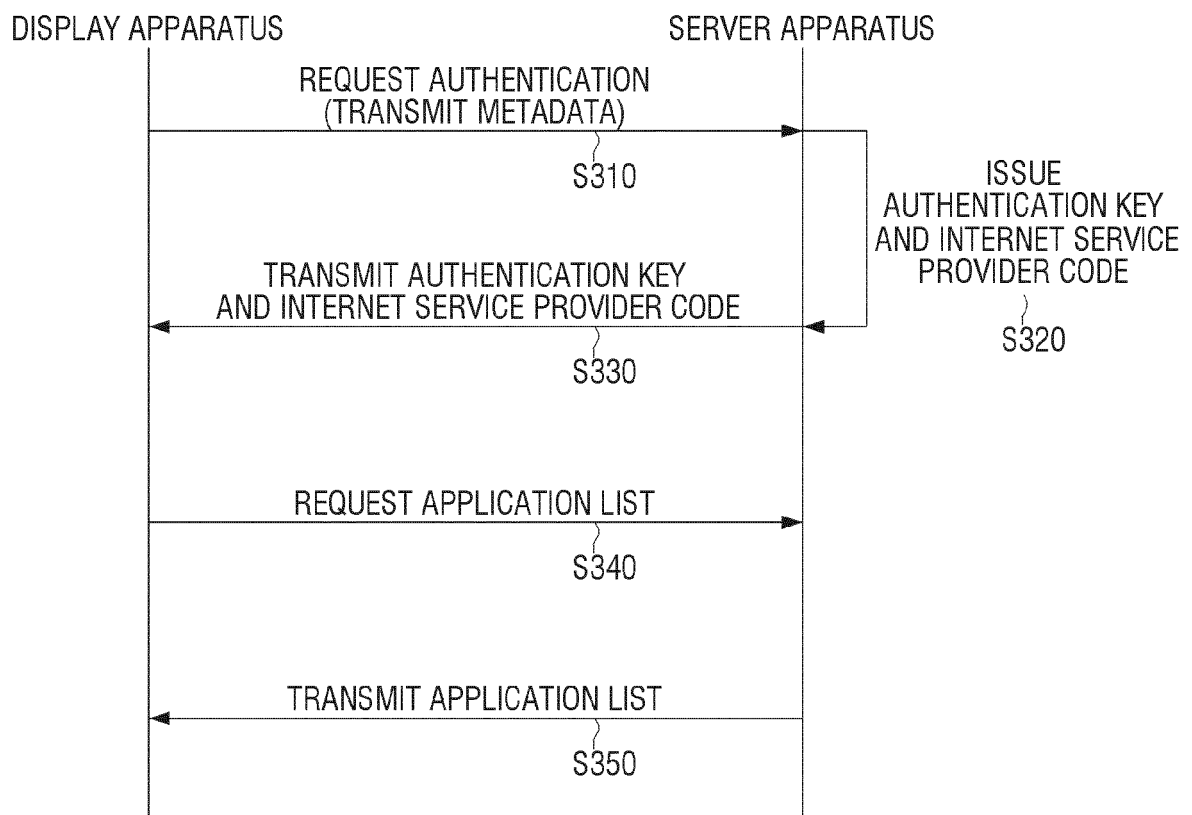 DISPLAY APPARATUS
SERVER APPARATUS
REQUEST AUTHENTICATION
(TRANSMIT METADATA)
S310
ISSUE
AUTHENTICATION KEY
AND INTERNET SERVICE
PROVIDER CODE
S320
TRANSMIT AUTHENTICATION KEY
AND INTERNET SERVICE PROVIDER CODE
S330
REQUEST APPLICATION LIST
S340
TRANSMIT APPLICATION LIST
S350